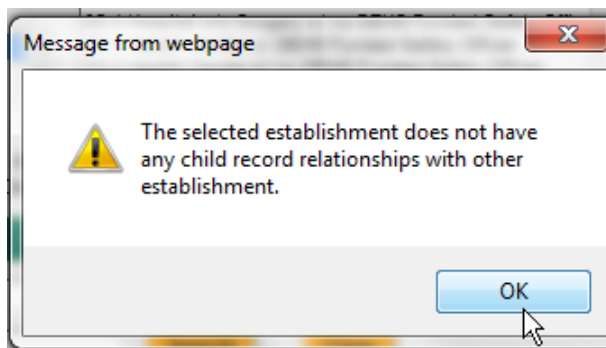 Message from webpage
The selected establishment does not have
any child record relationships with other
establishment.
OK